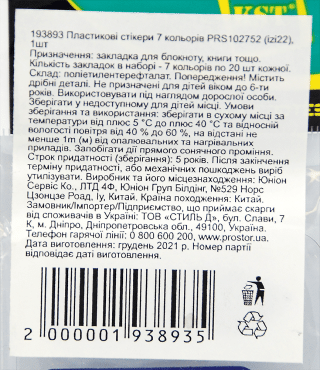 KST
193893 Пластикові стікери 7 кольорів PRS102752 (izi22),
1шт
Призначення: закладка для блокноту, книги тощо.
Кількість закладок в наборі - 7 кольорів по 20 шт кожної.
Склад: поліетилентерефталат. Попередження! Містить
дрібні деталі. Не призначені для дітей віком до 6-ти
років. Використовувати під наглядом дорослої особи.
Зберігати у недоступному для дітей місці. Умови
зберігання та використання: зберігати в сухому місці за
температури від плюс 5 °С до плюс 40 °С та відносній
вологості повітря від 40 % до 60 %, на відстані не
меньше 1m (м) від опалювальних та нагрівальних
приладів. Запобігати дії прямого сонячного проміння.
Строк придатності (зберігання): 5 років. Після закінчення
терміну придатності, або механічних пошкоджень виріб
утилізувати. Виробник та його місцезнаходження: Юніон
Сервіс Ко., ЛТД 4Ф, Юніон Груп Білдінг, №529 Норс
Цзонцзе Роад, Іу, Китай. Країна походження: Китай.
Замовник/Імпортер/Підприємство, що приймає скарги
від споживачів в Україні: ТОВ «СТИЛЬ Д», бул. Слави, 7
К, м. Дніпро, Дніпропетровська обл., 49100, Україна.
Телефон гарячої лінії: 0 800 600 200, www.prostor.ua.
Дата виготовлення: грудень 2021 р. Номер партії
відповідає даті виготовлення.
2 000001 938935